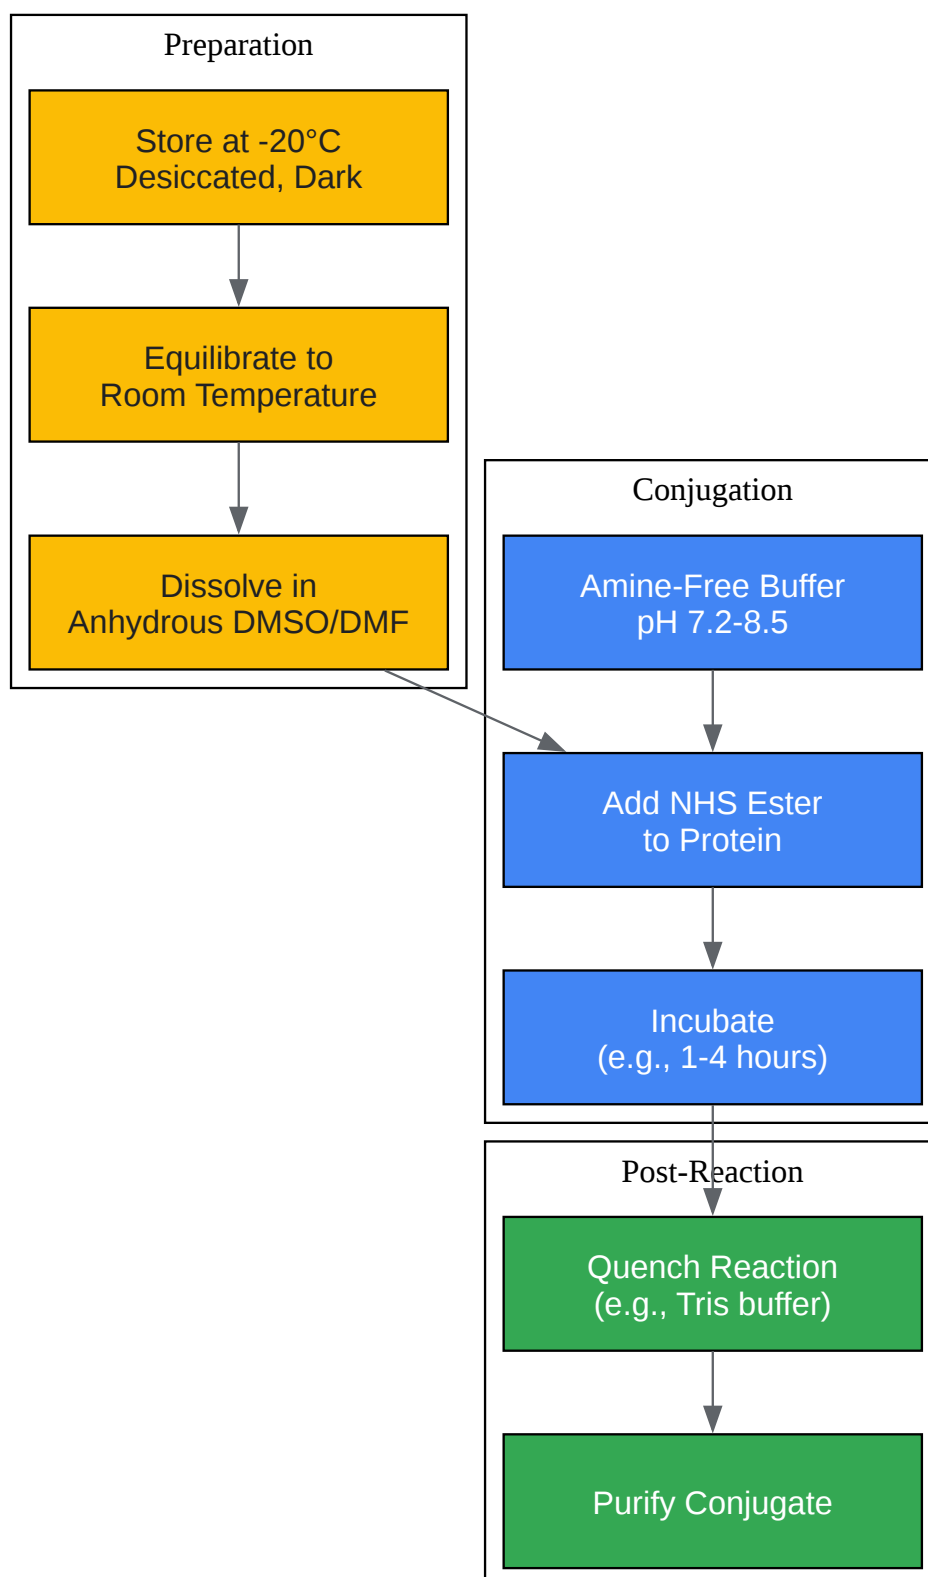 Preparation
Store at -20°C
Desiccated, Dark
Equilibrate to
Room Temperature
Dissolve in
Anhydrous DMSO/DMF
Conjugation
Amine-Free Buffer
pH 7.2-8.5
Add NHS Ester
to Protein
Incubate
(e.g., 1-4 hours)
Post-Reaction
Quench Reaction
(e.g., Tris buffer)
Purify Conjugate